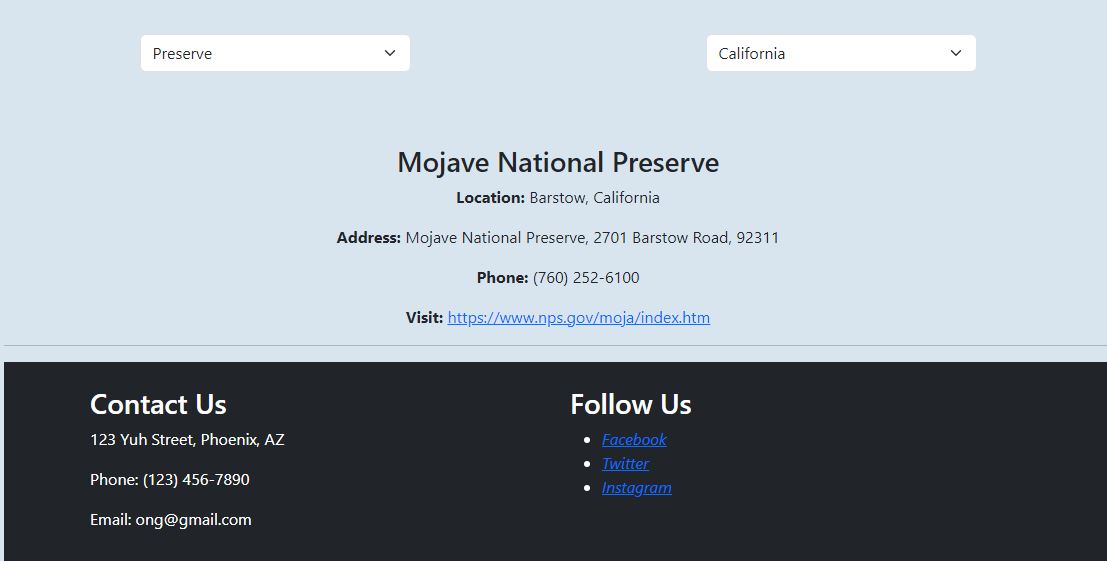 Preserve
California
Mojave National Preserve
Location: Barstow, California
Address: Mojave National Preserve, 2701 Barstow Road, 92311
Phone: (760) 252-6100
Visit: https://www.nps.gov/moja/index.htm
Contact Us
123 Yuh Street, Phoenix, AZ
Phone: (123) 456-7890
Email: ong@gmail.com
Follow Us
Facebook
Twitter
Instagram